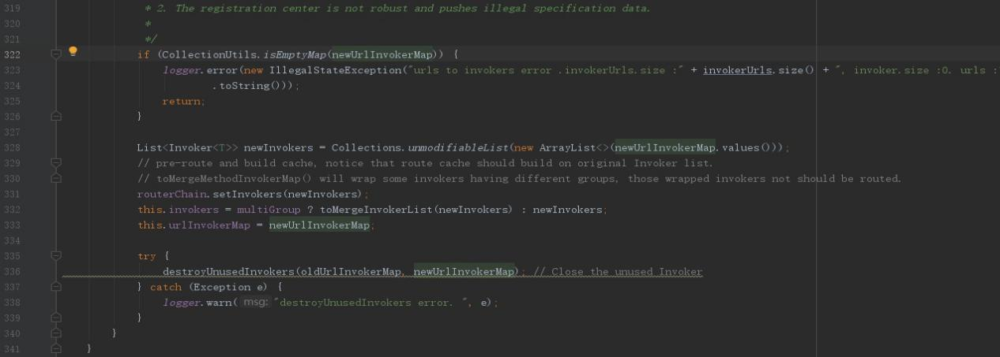 319 * 2. The registration center is not robust and pushes illegal specification data.
320 *
321 */
322 if (CollectionUtils.isEmptyMap(newUrlInvokerMap)) {
323 logger.error(new IllegalStateException("urls to invokers error .invokerUrls.size :" + invokerUrls.size() + ", invoker.size :0. urls :
324 .toString()));
325 return;
326 }
327
328 List<Invoker<T>> newInvokers = Collections.unmodifiableList(new ArrayList<>(newUrlInvokerMap.values()));
329 // pre-route and build cache, notice that route cache should build on original Invoker list.
330 // toMergeMethodInvokerMap() will wrap some invokers having different groups, those wrapped invokers not should be routed.
331 routerChain.setInvokers(newInvokers);
332 this.invokers = multiGroup ? toMergeInvokerList(newInvokers) : newInvokers;
333 this.urlInvokerMap = newUrlInvokerMap;
334
335 try {
336 destroyUnusedInvokers(oldUrlInvokerMap, newUrlInvokerMap); // Close the unused Invoker
337 } catch (Exception e) {
338 logger.warn( msg: "destroyUnusedInvokers error. ", e);
339 }
340 }
341 }